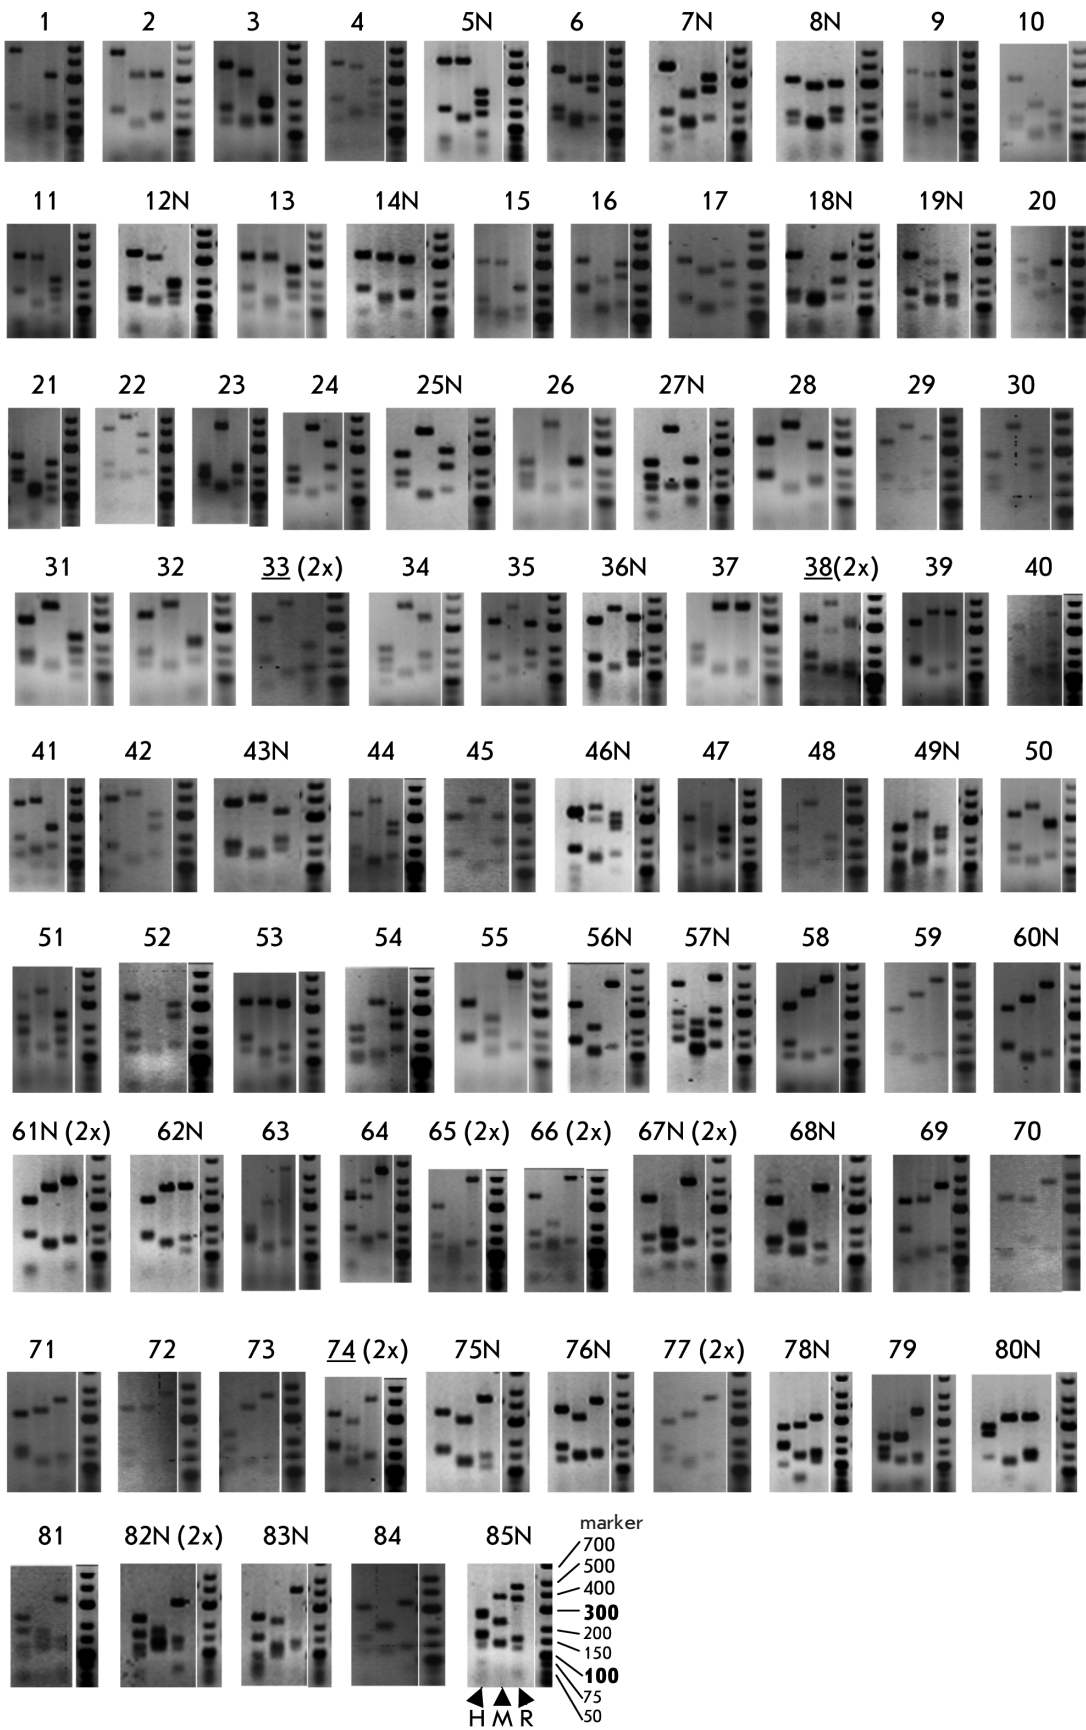 1 2 3 4 5N 6 7N 8N 9 10
11 12N 13 14N 15 16 17 18N 19N 20
21 22 23 24 25N 26 27N 28 29 30
31 32 33 (2x) 34 35 36N 37 38(2x) 39 40
41 42 43N 44 45 46N 47 48 49N 50
51 52 53 54 55 56N 57N 58 59 60N
61N (2x) 62N 63 64 65 (2x) 66 (2x) 67N (2x) 68N 69 70
71 72 73 74 (2x) 75N 76N 77 (2x) 78N 79 80N
81 82N (2x) 83N 84 85N
marker
700
500
400
300
200
150
100
75
50
H M R